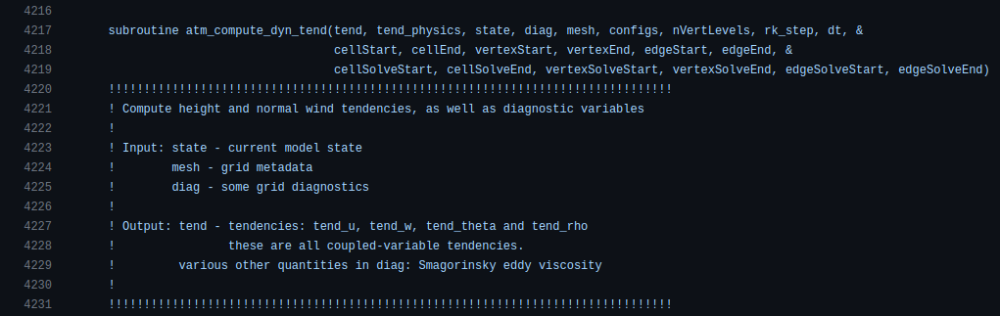 4216
4217 subroutine atm_compute_dyn_tend(tend, tend_physics, state, diag, mesh, configs, nVertLevels, rk_step, dt, &
4218 cellStart, cellEnd, vertexStart, vertexEnd, edgeStart, edgeEnd, &
4219 cellSolveStart, cellSolveEnd, vertexSolveStart, vertexSolveEnd, edgeSolveStart, edgeSolveEnd)
4220 !!!!!!!!!!!!!!!!!!!!!!!!!!!!!!!!!!!!!!!!!!!!!!!!!!!!!!!!!!!!!!!!!!!!!!!!!!!!!!!!
4221 ! Compute height and normal wind tendencies, as well as diagnostic variables
4222 !
4223 ! Input: state - current model state
4224 ! mesh - grid metadata
4225 ! diag - some grid diagnostics
4226 !
4227 ! Output: tend - tendencies: tend_u, tend_w, tend_theta and tend_rho
4228 ! these are all coupled-variable tendencies.
4229 ! various other quantities in diag: Smagorinsky eddy viscosity
4230 !
4231 !!!!!!!!!!!!!!!!!!!!!!!!!!!!!!!!!!!!!!!!!!!!!!!!!!!!!!!!!!!!!!!!!!!!!!!!!!!!!!!!